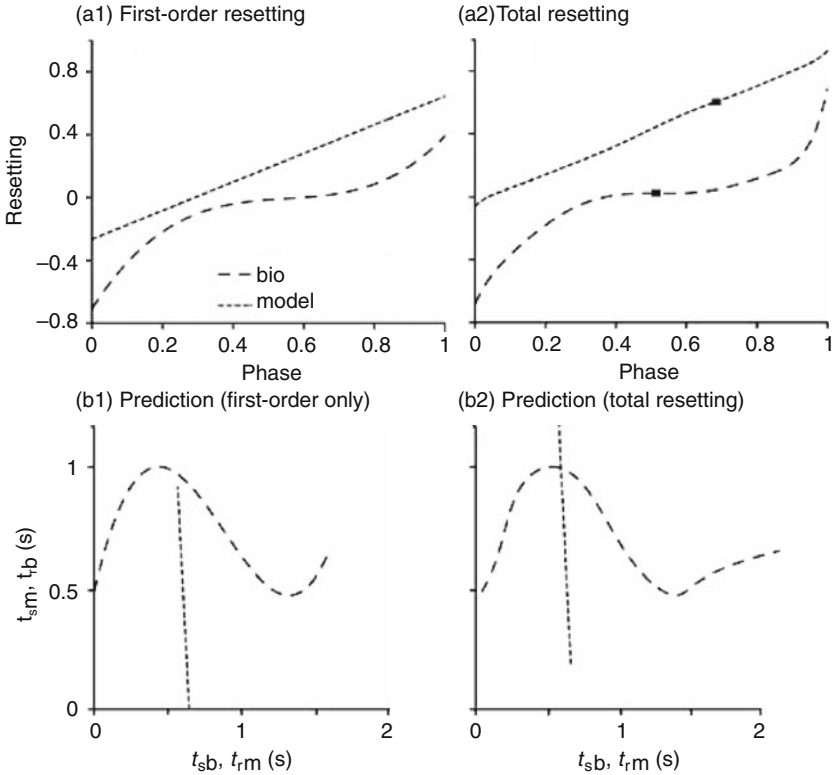 (a1) First-order resetting
(a2) Total resetting
Resetting
0.8
0.4
0
–0.4
–0.8
bio
model
0 0.2 0.4 0.6 0.8 1
Phase
0 0.2 0.4 0.6 0.8 1
Phase
(b1) Prediction (first-order only)
(b2) Prediction (total resetting)
tsm, trb (s)
1
0.5
0
0 1 2
tsb, trm (s)
0 1 2
tsb, trm (s)